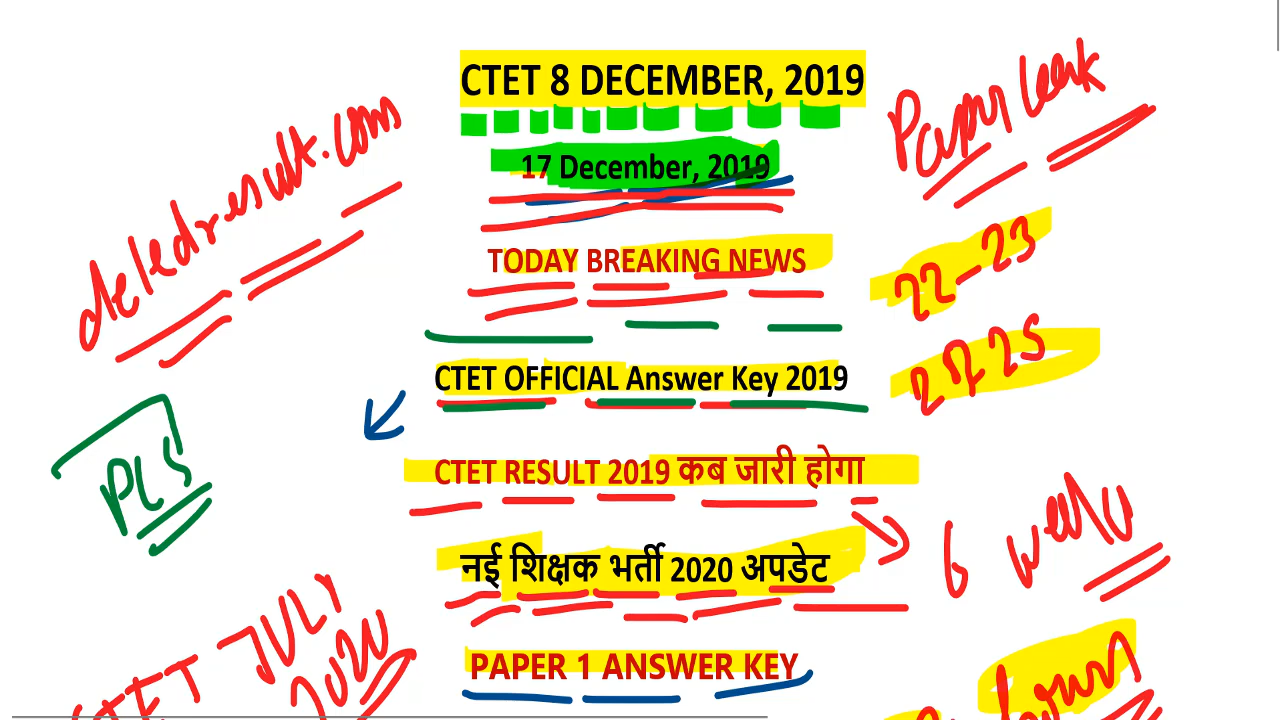 CTET 8 DECEMBER, 2019
Paper leak
deledresult.com
17 December, 2019
TODAY BREAKING NEWS
22-23
CTET OFFICIAL Answer Key 2019
PLS
CTET RESULT 2019 कब जारी होगा
6 week
नई शिक्षक भर्ती 2020 अपडेट
CTET JULY
2020
PAPER 1 ANSWER KEY